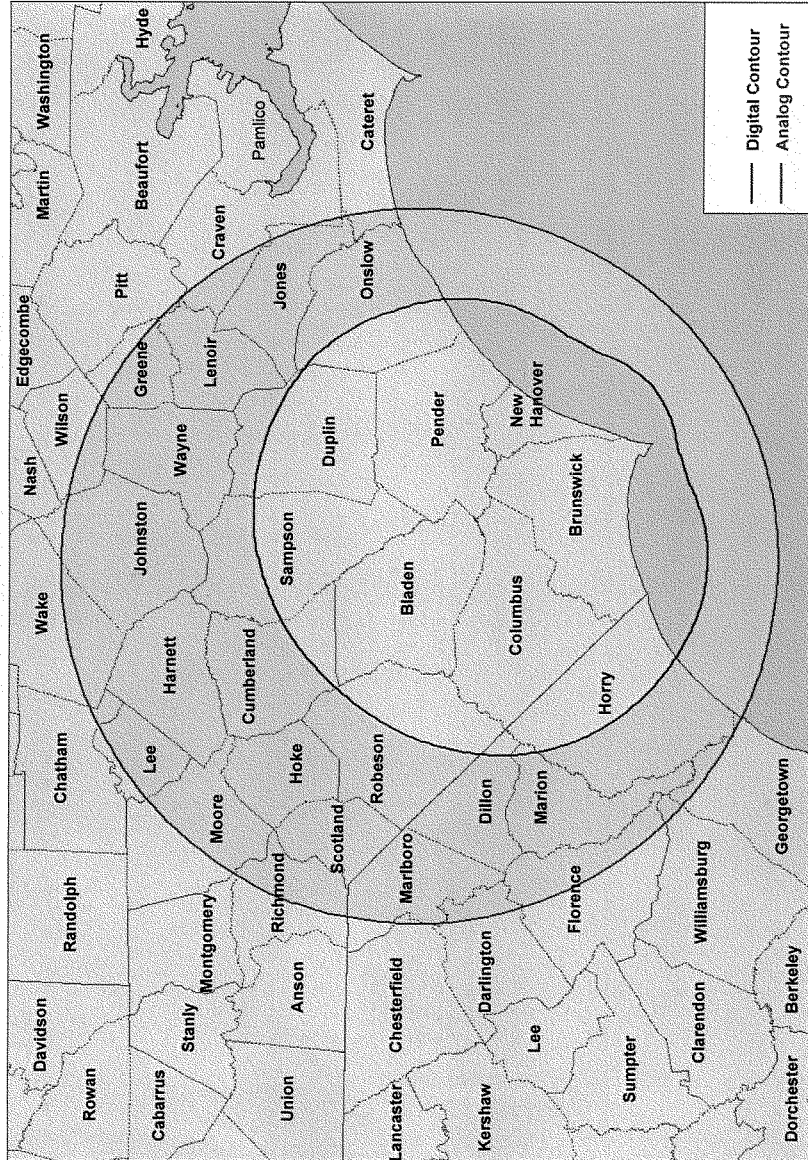 Washington
Hyde
Martin
Beaufort
Pamlico
Cateret
Edgecombe
Pitt
Craven
Jones
Onslow
Nash
Wilson
Greene
Lenoir
Wayne
Duplin
Pender
New
Hanover
Wake
Johnston
Sampson
Bladen
Brunswick
Harnett
Cumberland
Columbus
Horry
Chatham
Lee
Moore
Hoke
Robeson
Scotland
Dillon
Marion
Marlboro
Randolph
Montgomery
Richmond
Florence
Williamsburg
Georgetown
Davidson
Rowan
Stanly
Cabarrus
Anson
Union
Chesterfield
Darlington
Lee
Lancaster
Kershaw
Sumpter
Clarendon
Berkeley
Dorchester
Digital Contour
Analog Contour